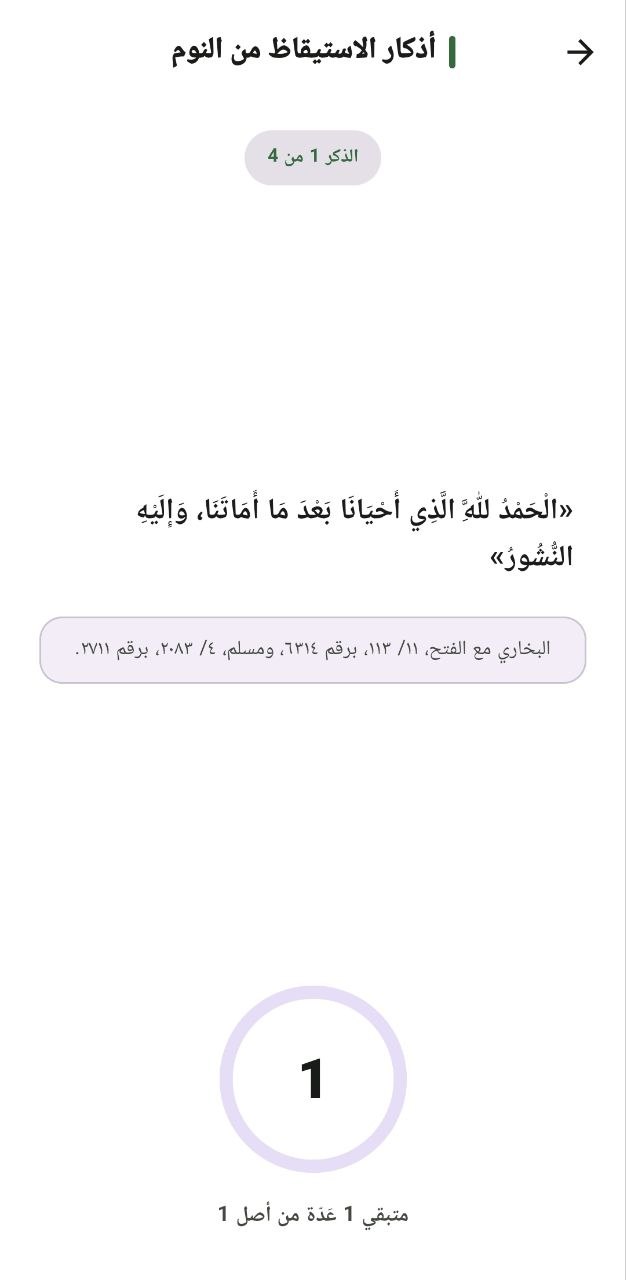 أذكار الاستيقاظ من النوم
الذكر 1 من 4
«الْحَمْدُ للهِ الَّذِي أَحْيَانَا بَعْدَ مَا أَمَاتَنَا، وَإِلَيْهِ
النُّشُورُ»
البخاري مع الفتح، ١١/ ١١٣، برقم ٦٣١٤، ومسلم، ٤/ ٢٠٨٣، برقم ٢٧١١.
1
متبقي 1 عَدّة من أصل 1